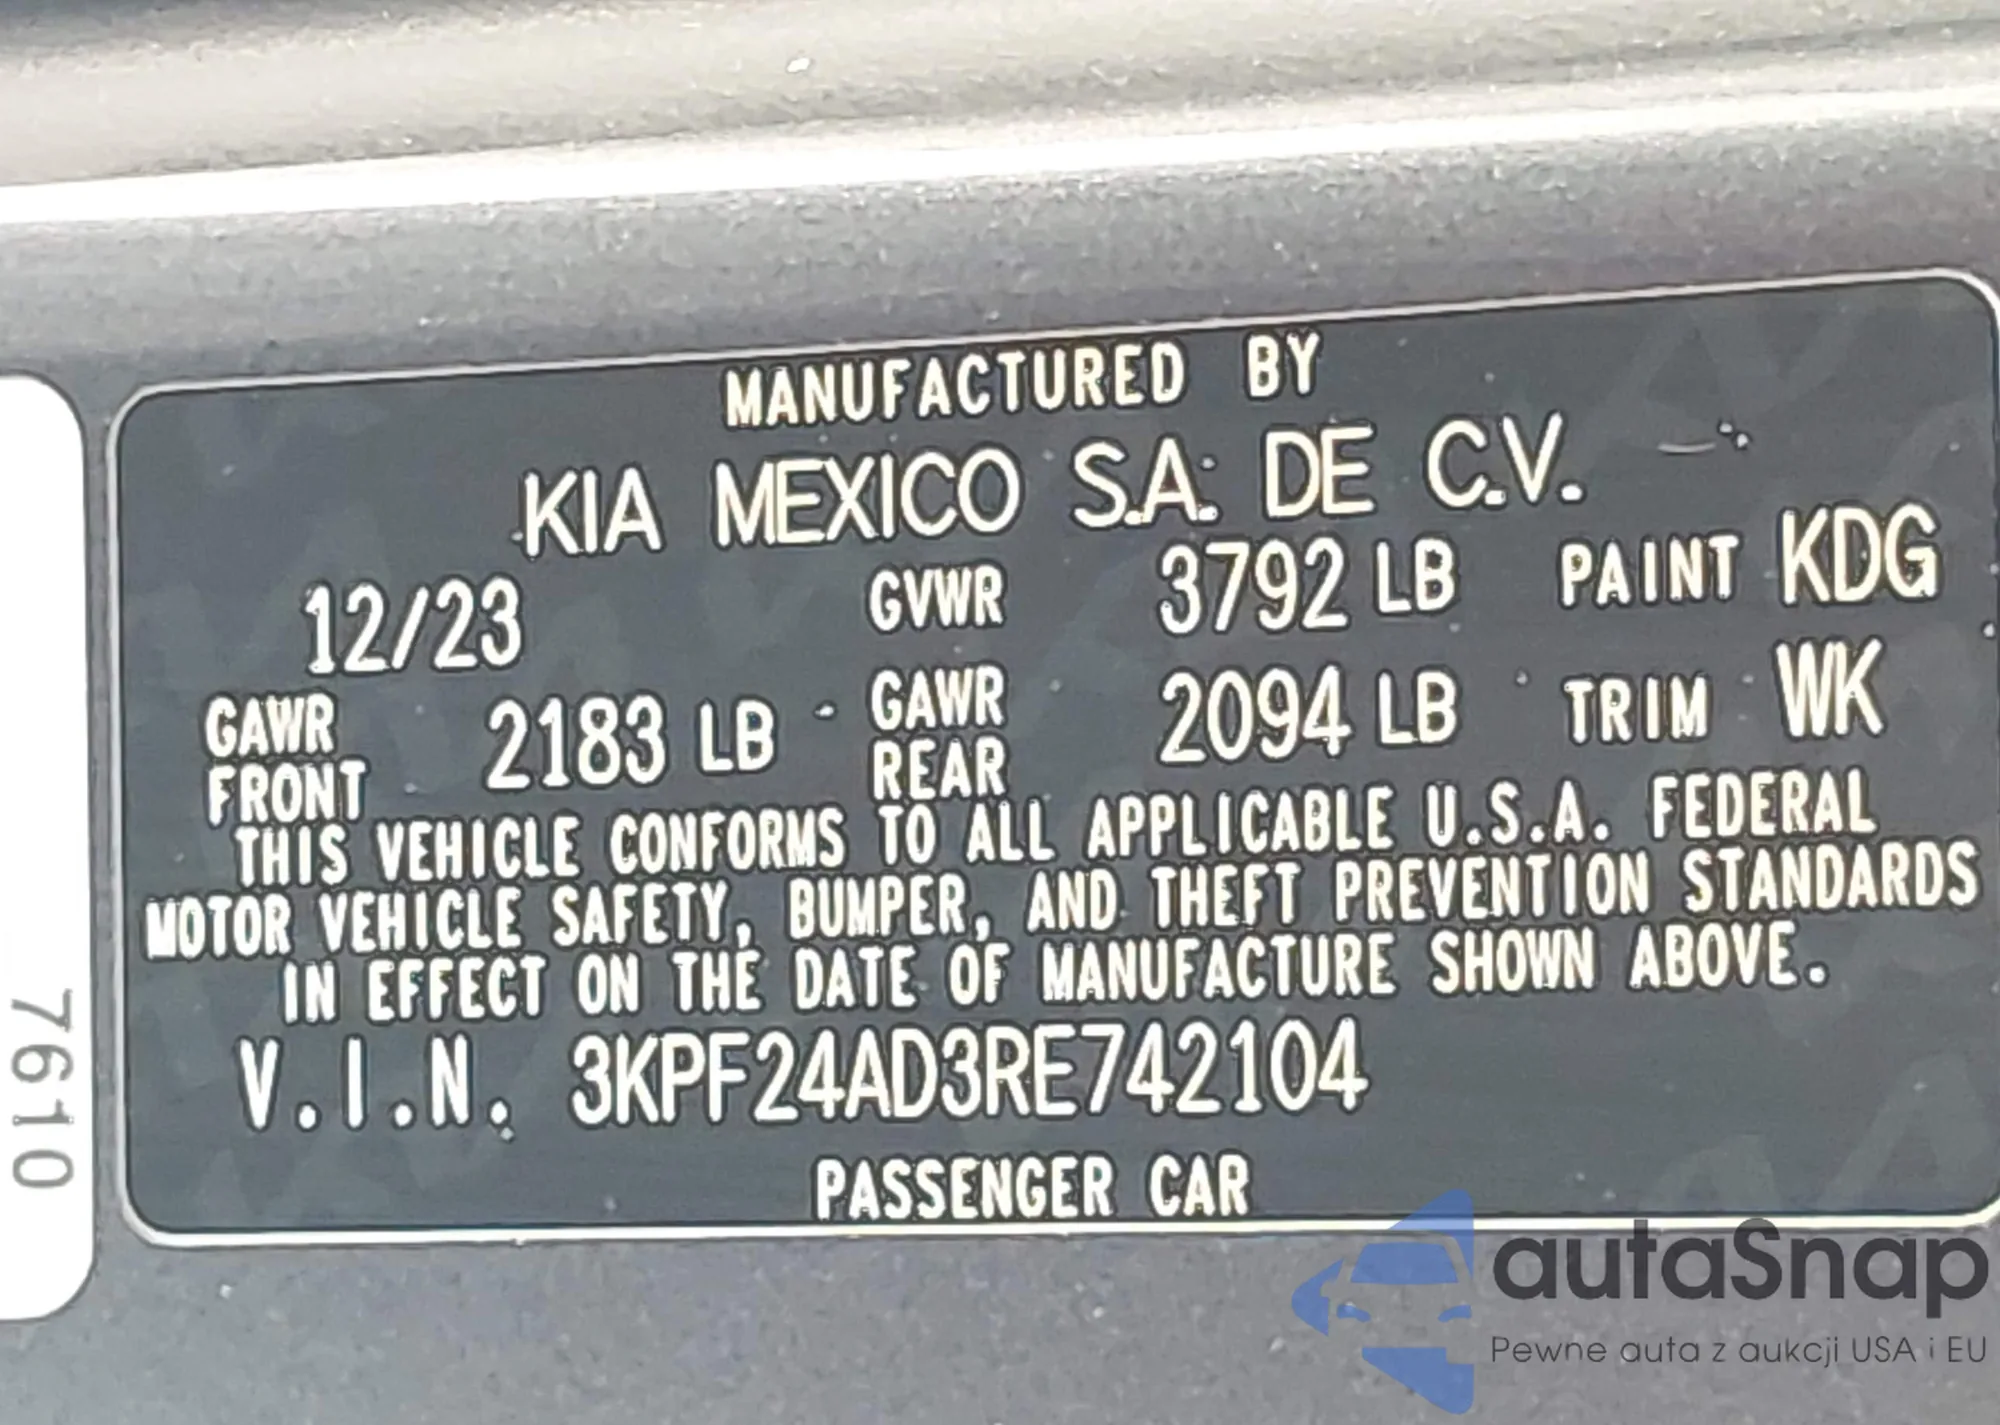 MANUFACTURED BY
KIA MEXICO S.A. DE C.V.
12/23 GVWR 3792 LB PAINT KDG
GAWR FRONT 2183 LB GAWR REAR 2094 LB TRIM WK
THIS VEHICLE CONFORMS TO ALL APPLICABLE U.S.A. FEDERAL
MOTOR VEHICLE SAFETY, BUMPER, AND THEFT PREVENTION STANDARDS
IN EFFECT ON THE DATE OF MANUFACTURE SHOWN ABOVE.
V.I.N. 3KPF24AD3RE742104
PASSENGER CAR
7610
autaSnap
Pewne auta z aukcji USA i EU